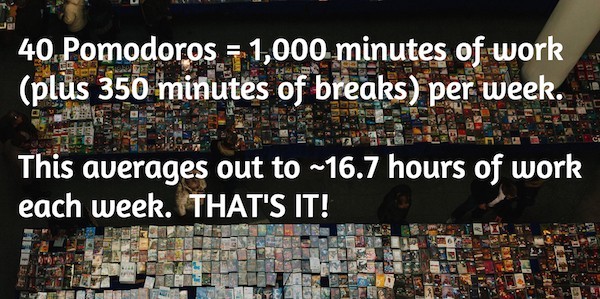 40 Pomodoros = 1,000 minutes of work
(plus 350 minutes of breaks) per week.
This averages out to ~16.7 hours of work
each week.  THAT'S IT!